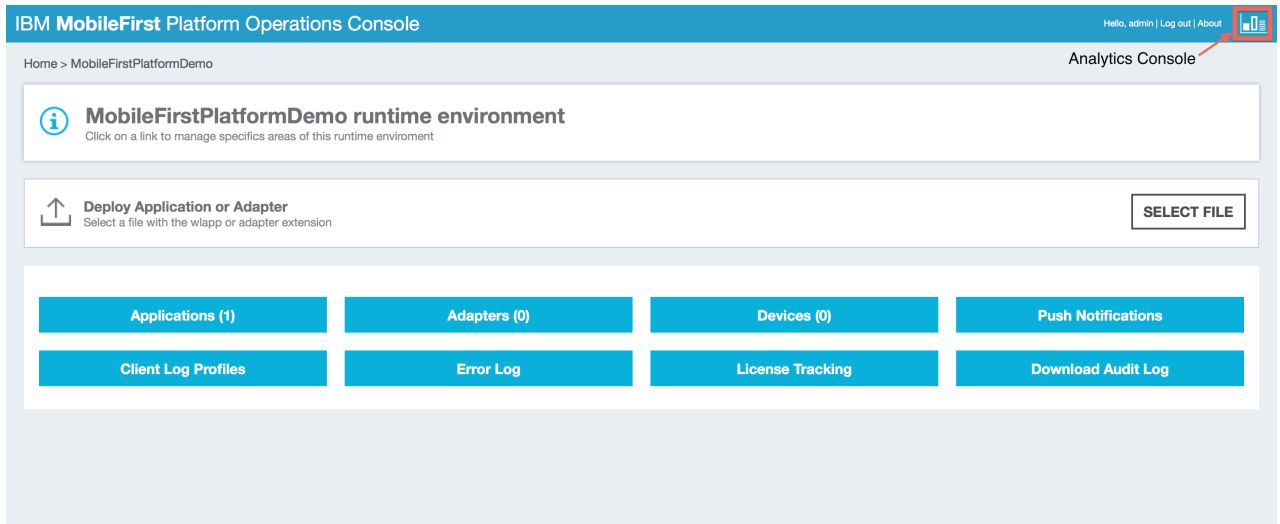 IBM MobileFirst Platform Operations Console
Hello, admin | Log out | About
Analytics Console
Home > MobileFirstPlatformDemo
MobileFirstPlatformDemo runtime environment
Click on a link to manage specifics areas of this runtime enviroment
Deploy Application or Adapter
Select a file with the wlapp or adapter extension
SELECT FILE
Applications (1)
Adapters (0)
Devices (0)
Push Notifications
Client Log Profiles
Error Log
License Tracking
Download Audit Log